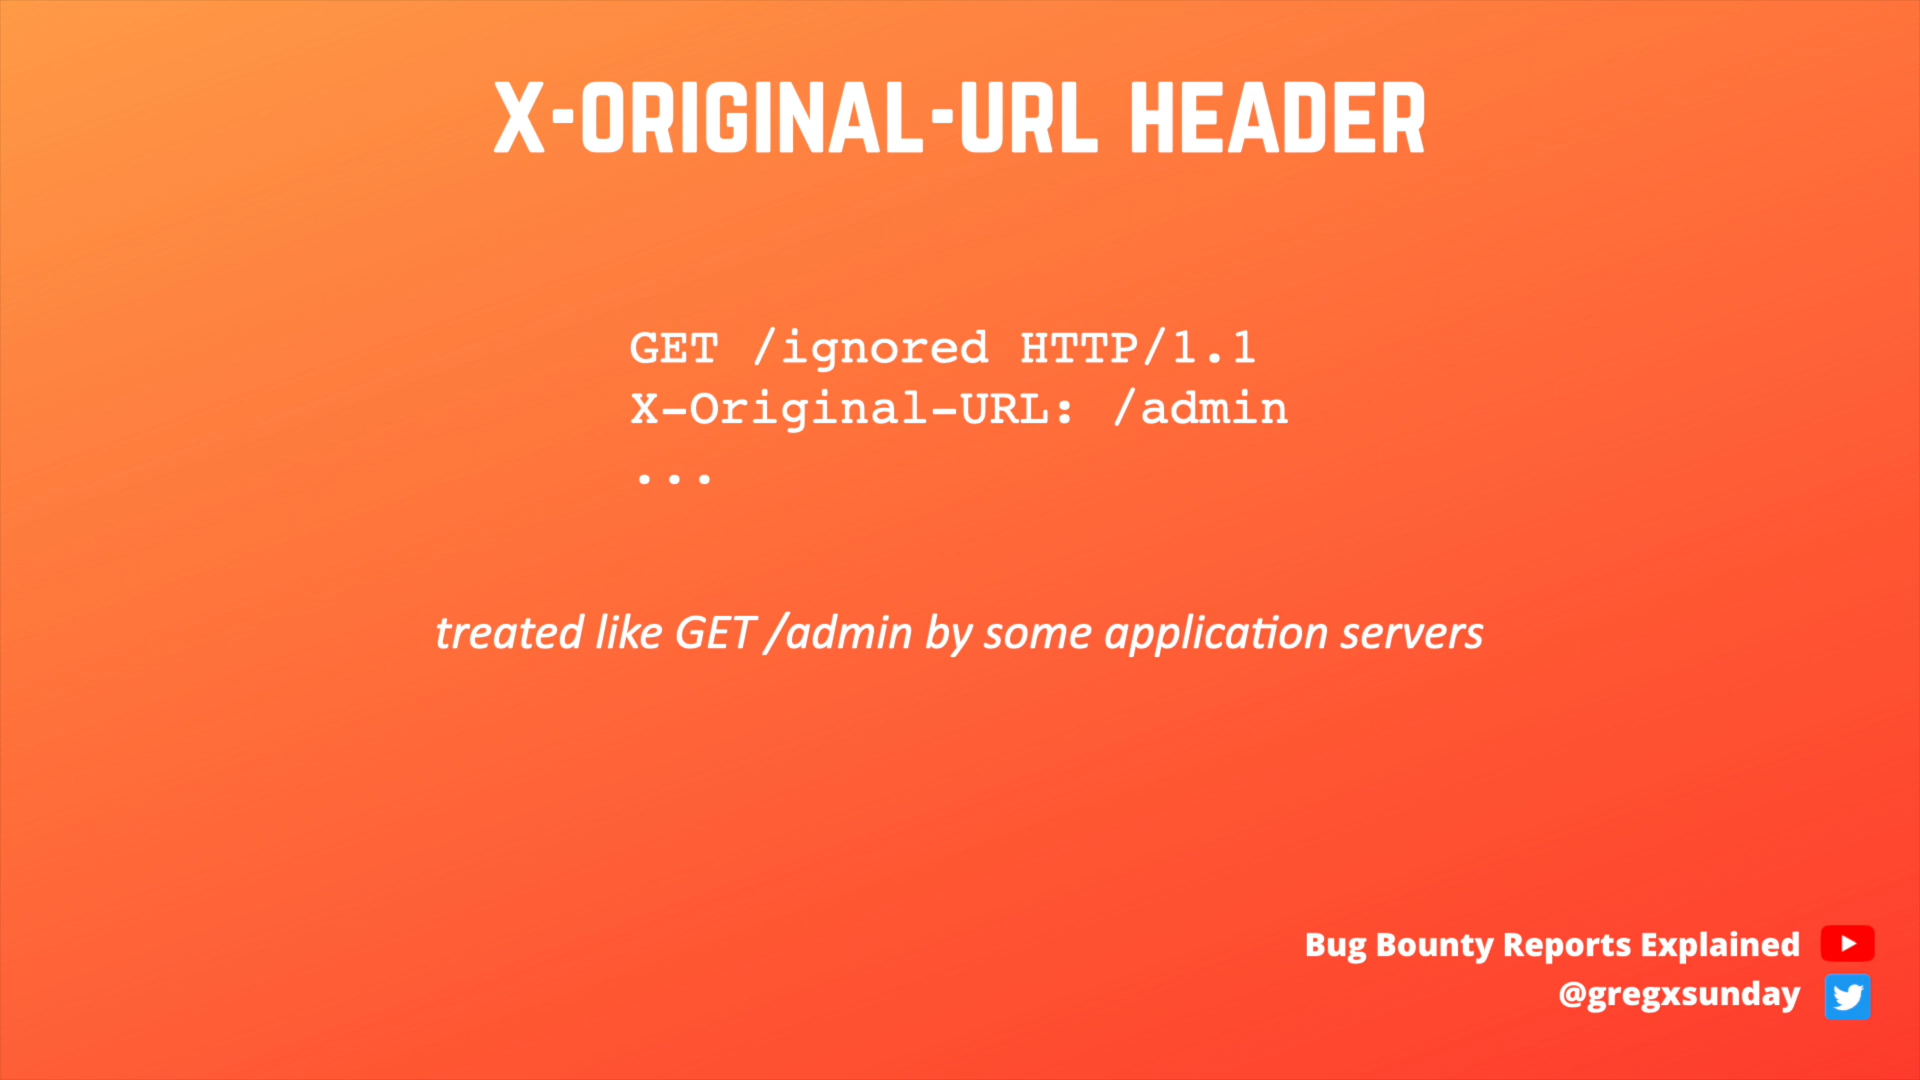 X-ORIGINAL-URL HEADER
GET /ignored HTTP/1.1
X-Original-URL: /admin
...
treated like GET /admin by some application servers
Bug Bounty Reports Explained
@gregxsunday